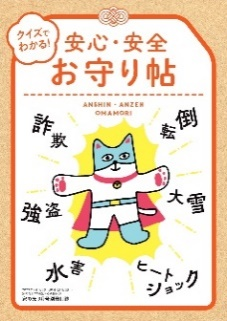 クイズで
わかる!
安心・安全
お守り帖
ANSHIN・ANZEN
OMAMORI
詐欺
転倒
強盗
大雪
水害
ヒート
ショック